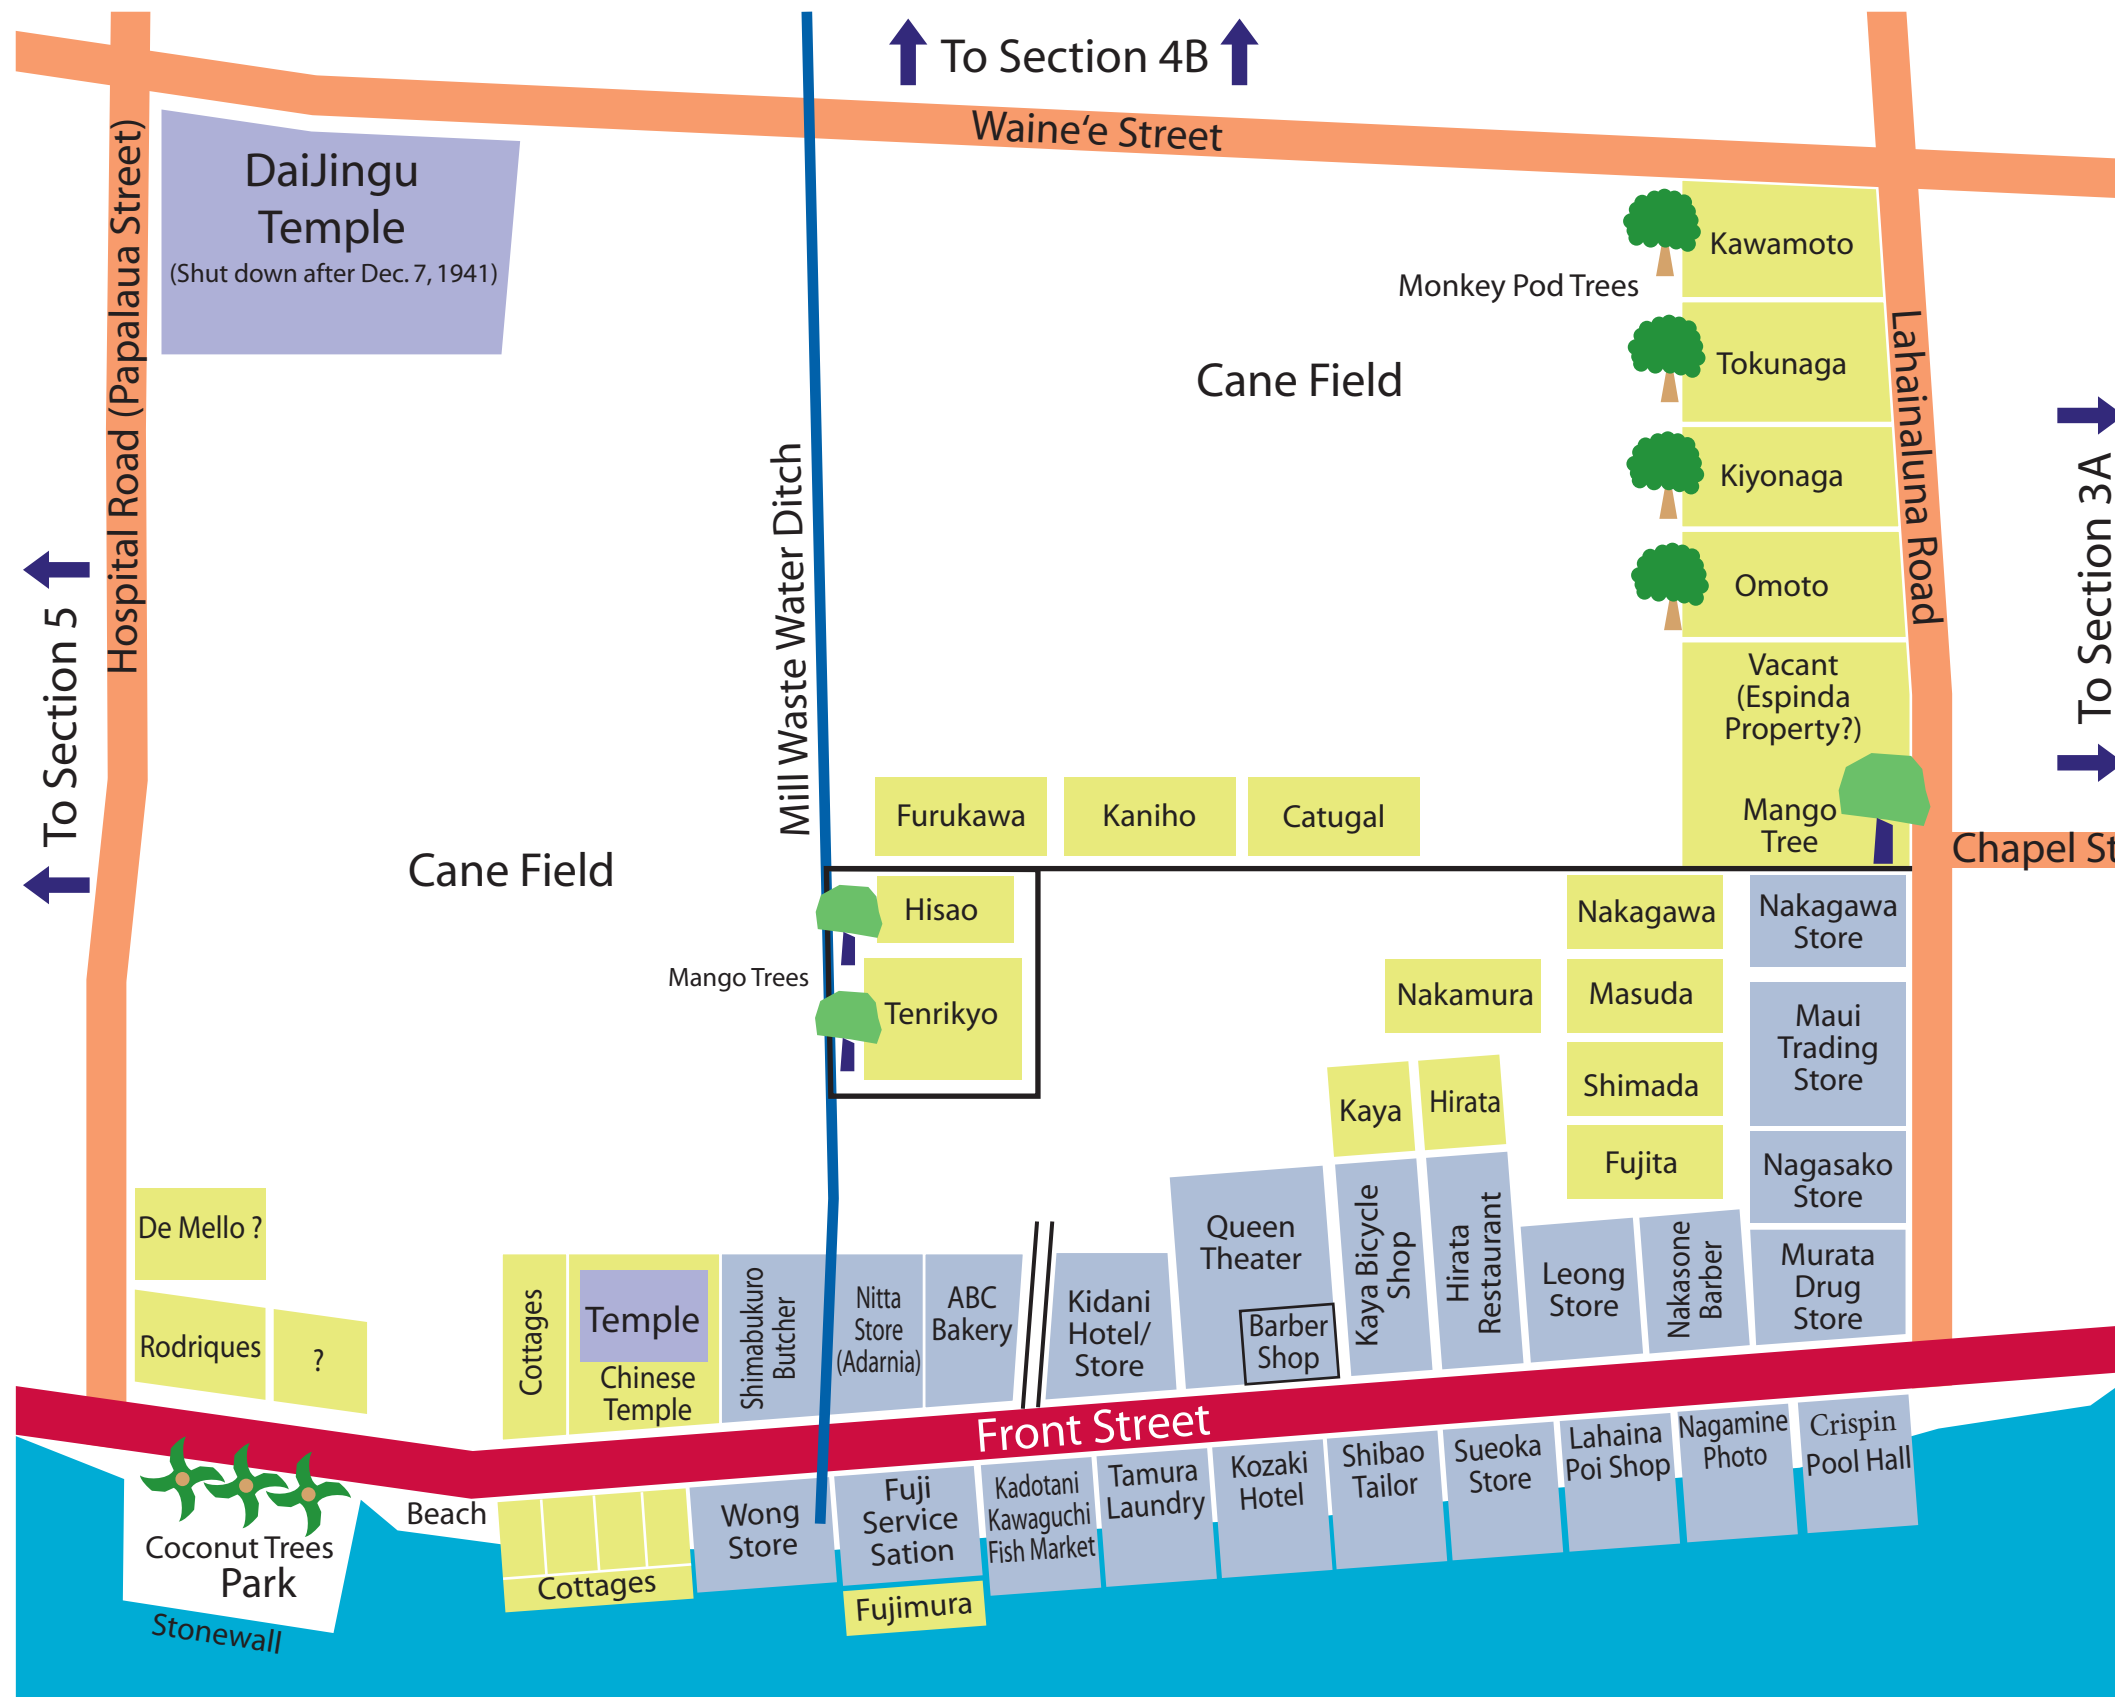 To Section 4B
Waine‘e Street
Hospital Road (Papalaua Street)
DaiJingu
Temple
(Shut down after Dec. 7, 1941)
Kawamoto
Monkey Pod Trees
Tokunaga
Lahainaluna Road
Cane Field
Kiyonaga
To Section 3A
Mill Waste Water Ditch
Omoto
To Section 5
Vacant
(Espinda
Property?)
Mango
Tree
Furukawa
Kaniho
Catugal
Chapel St
Cane Field
Hisao
Nakagawa
Nakagawa
Store
Mango Trees
Tenrikyo
Nakamura
Masuda
Maui
Trading
Store
Kaya
Hirata
Shimada
Fujita
Nagasako
Store
De Mello ?
Rodriques
?
Cottages
Temple
Chinese
Temple
Shimabukuro
Butcher
Nitta
Store
(Adarnia)
ABC
Bakery
Kidani
Hotel/
Store
Queen
Theater
Barber
Shop
Kaya Bicycle
Shop
Hirata
Restaurant
Leong
Store
Nakasone
Barber
Murata
Drug
Store
Front Street
Beach
Coconut Trees
Park
Stonewall
Cottages
Wong
Store
Fuji
Service
Sation
Fujimura
Kadotani
Kawaguchi
Fish Market
Tamura
Laundry
Kozaki
Hotel
Shibao
Tailor
Sueoka
Store
Lahaina
Poi Shop
Nagamine
Photo
Crispin
Pool Hall